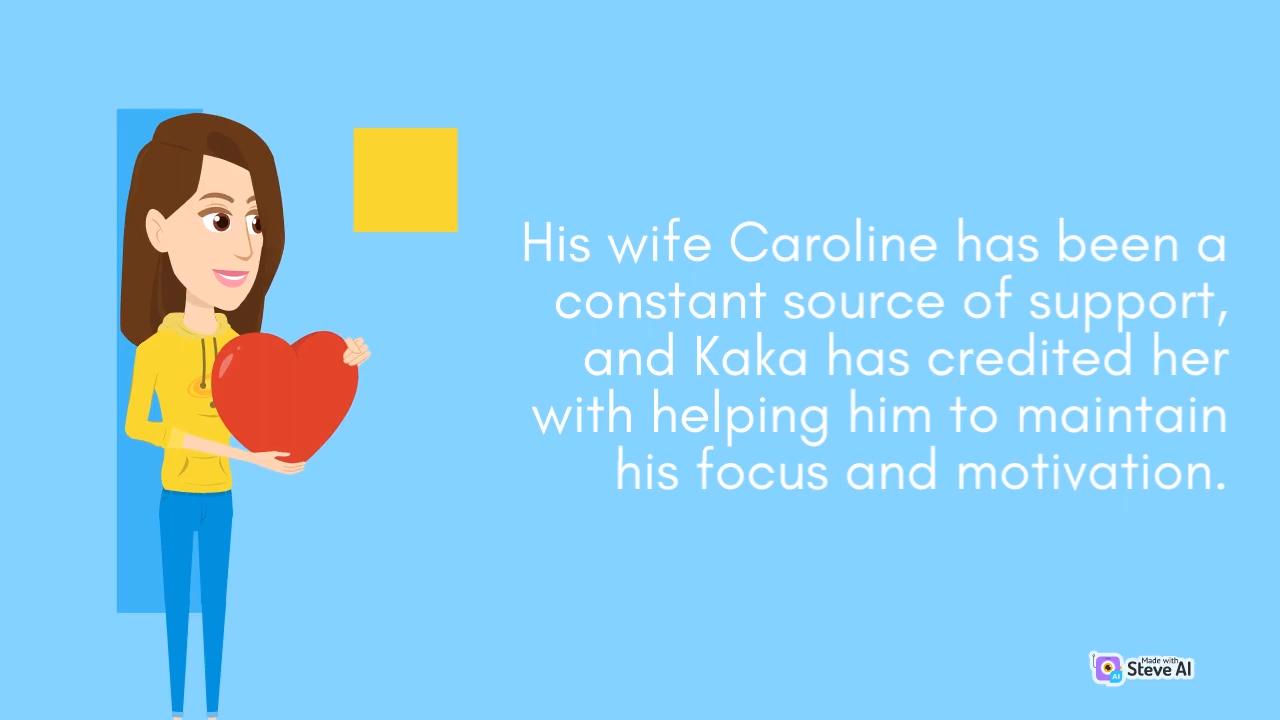 His wife Caroline has been a
constant source of support,
and Kaka has credited her
with helping him to maintain
his focus and motivation.
Made with
Steve AI
AI